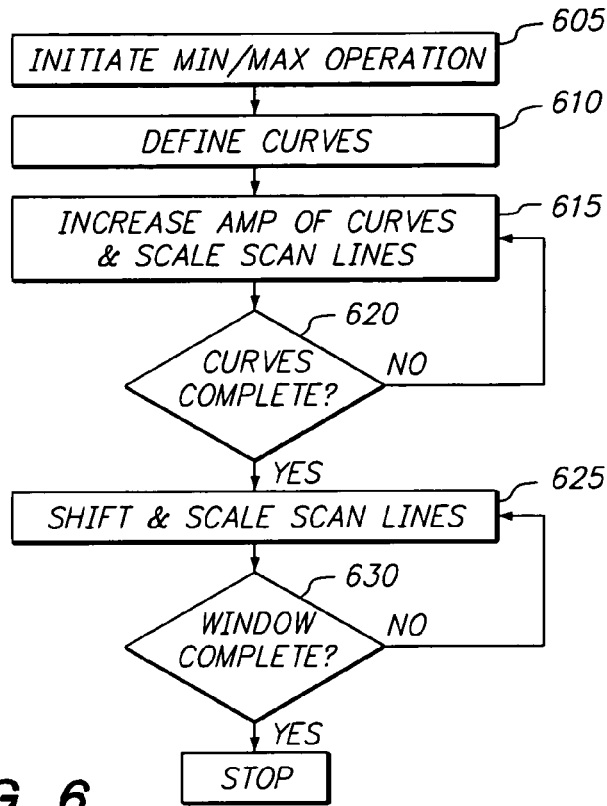 605
INITIATE MIN/MAX OPERATION
610
DEFINE CURVES
615
INCREASE AMP OF CURVES
& SCALE SCAN LINES
620
CURVES
COMPLETE?
NO
YES
625
SHIFT & SCALE SCAN LINES
630
WINDOW
COMPLETE?
NO
YES
STOP
G 6